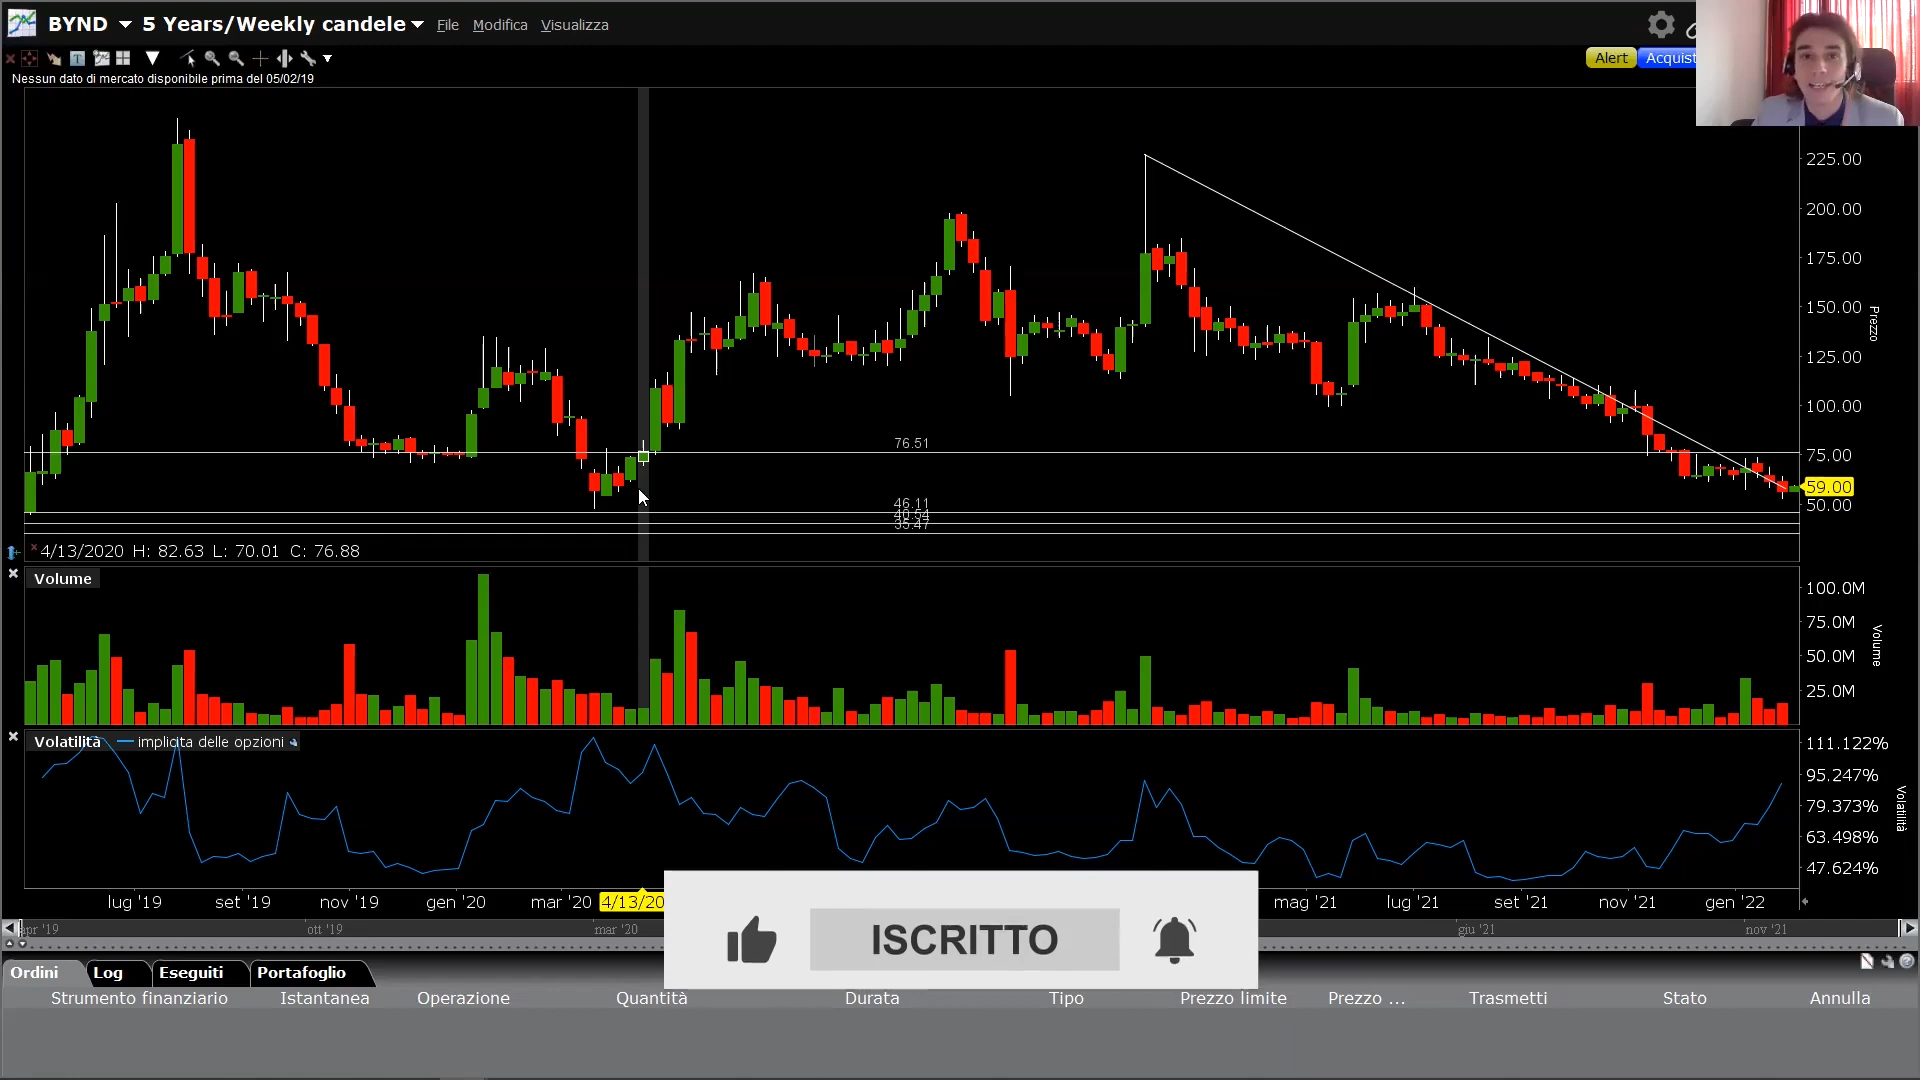 BYND 5 Years/Weekly candele File Modifica Visualizza
Alert Acquist
Nessun dato di mercato disponibile prima del 05/02/19
225.00
200.00
175.00
150.00
125.00
100.00
75.00
59.00
50.00
Prezzo
76.51
46.11
40.54
35.47
4/13/2020 H: 82.63 L: 70.01 C: 76.88
Volume
100.0M
75.0M
50.0M
25.0M
Volume
Volatilità implicita delle opzioni
111.122%
95.247%
79.373%
63.498%
47.624%
Volatilità
lug '19 set '19 nov '19 gen '20 mar '20 4/13/20 mag '21 lug '21 set '21 nov '21 gen '22
apr '19 ott '19 mar '20 giu '21 nov '21
ISCRITTO
Ordini Log Eseguiti Portafoglio
Strumento finanziario Istantanea Operazione Quantità Durata Tipo Prezzo limite Prezzo ... Trasmetti Stato Annulla